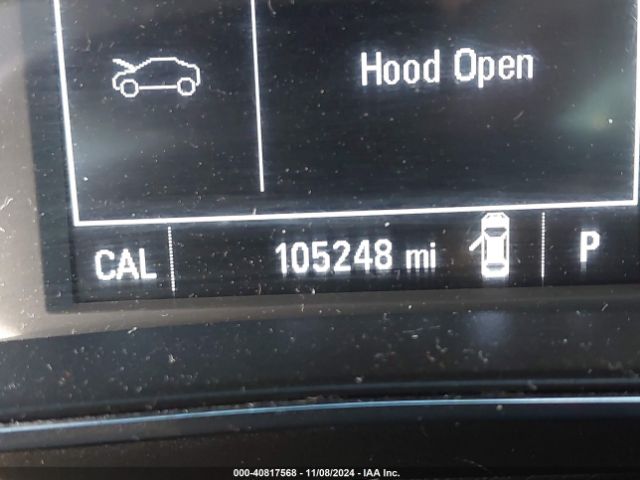 Hood Open
CAL 105248 mi P
000-40817568 - 11/08/2024 - IAA Inc.